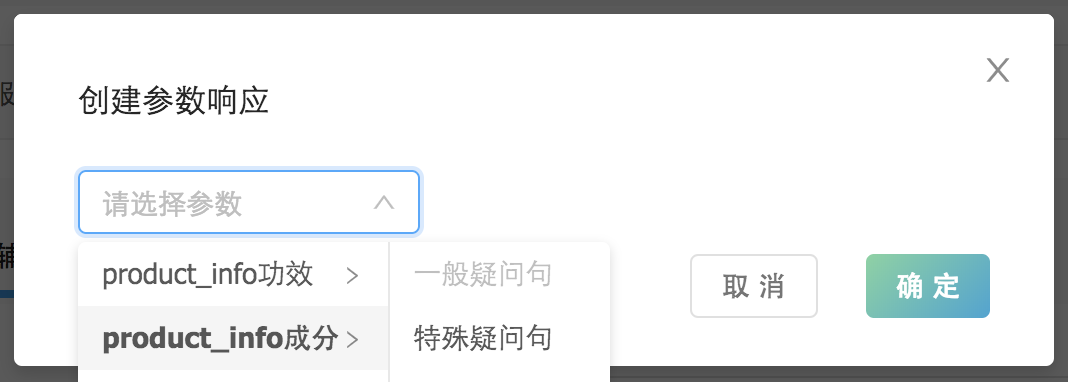 创建参数响应
X
请选择参数
product_info功效 >
一般疑问句
product_info成分 >
特殊疑问句
取 消
确 定